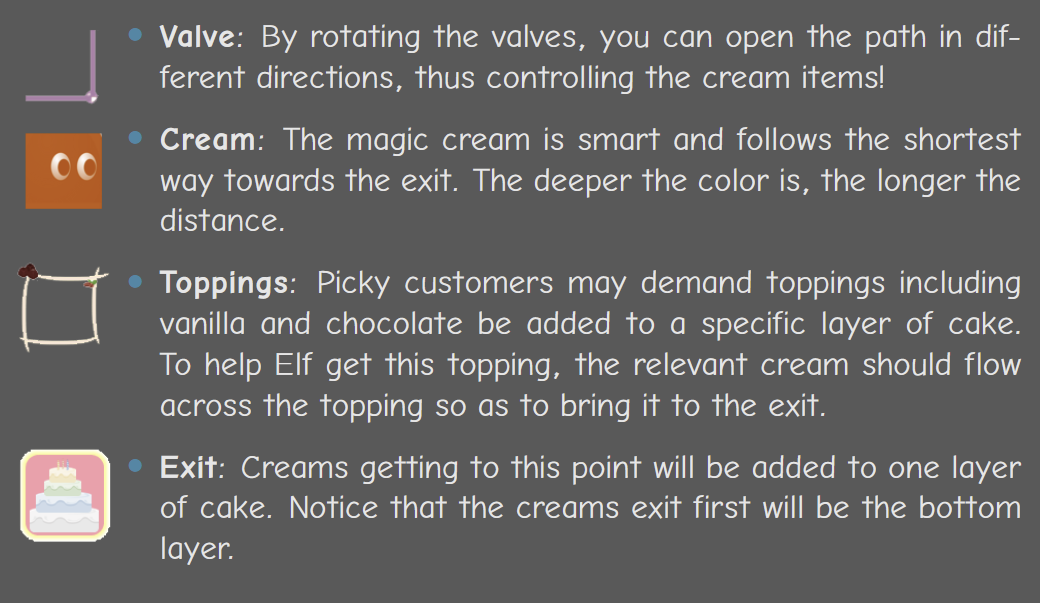 • Valve: By rotating the valves, you can open the path in dif-
ferent directions, thus controlling the cream items!
• Cream: The magic cream is smart and follows the shortest
way towards the exit. The deeper the color is, the longer the
distance.
• Toppings: Picky customers may demand toppings including
vanilla and chocolate be added to a specific layer of cake.
To help Elf get this topping, the relevant cream should flow
across the topping so as to bring it to the exit.
• Exit: Creams getting to this point will be added to one layer
of cake. Notice that the creams exit first will be the bottom
layer.